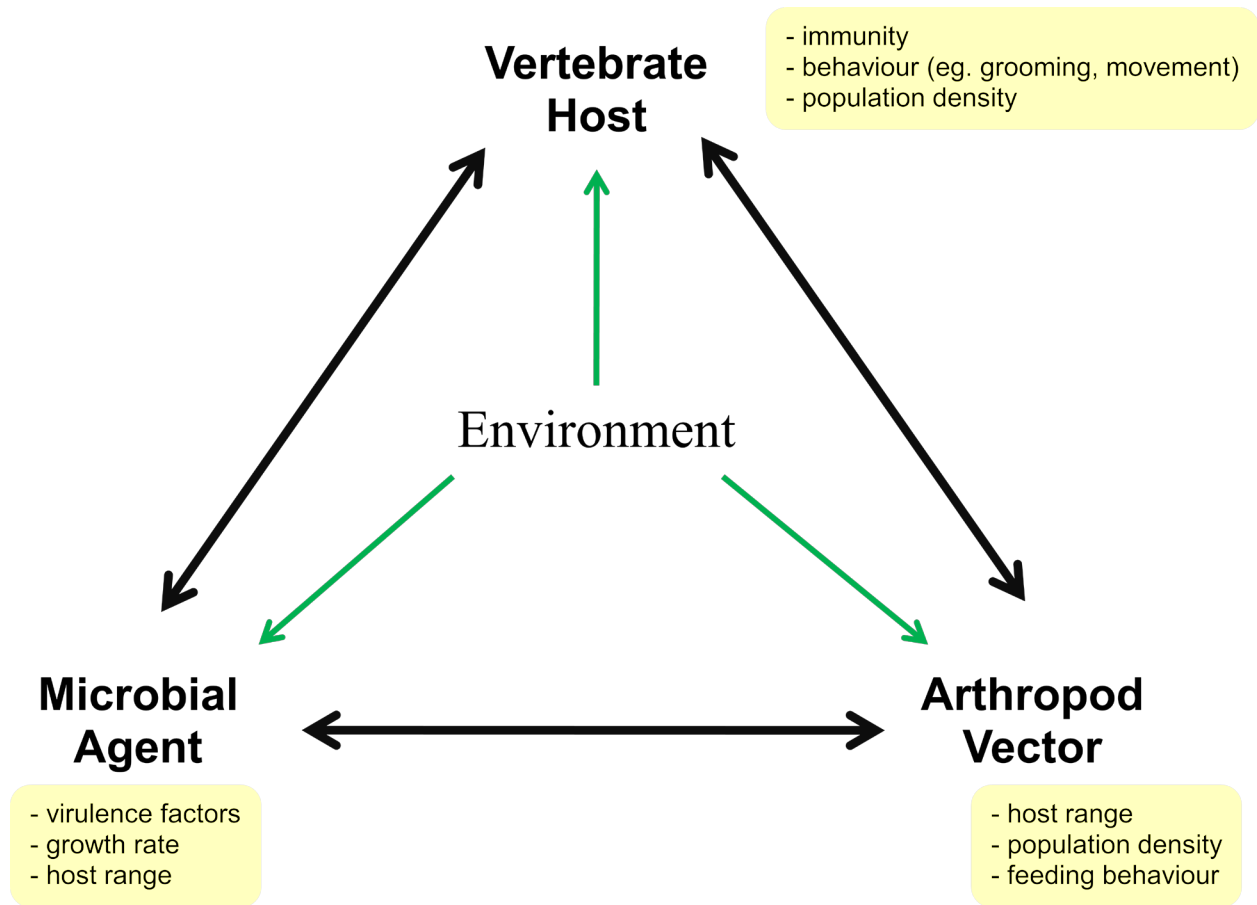 Vertebrate
Host
- immunity
- behaviour (eg. grooming, movement)
- population density
Environment
Microbial
Agent
- virulence factors
- growth rate
- host range
Arthropod
Vector
- host range
- population density
- feeding behaviour